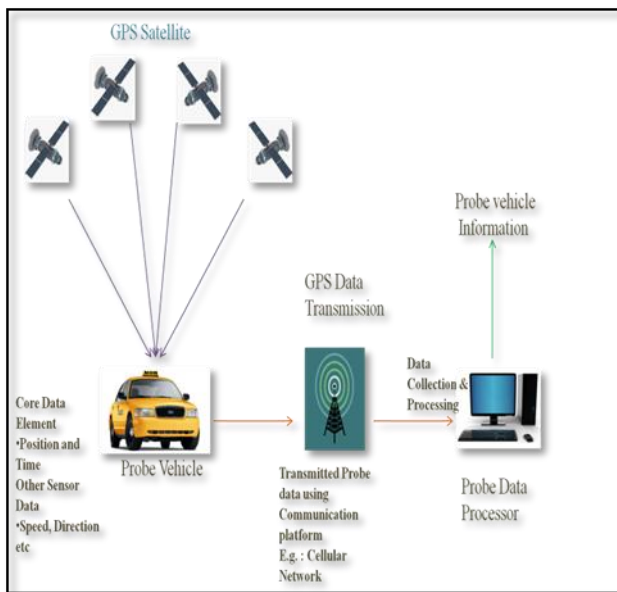 GPS Satellite
Probe vehicle
Information
GPS Data
Transmission
Data
Collection &
Processing
Core Data
Element
•Position and
Time
Other Sensor
Data
•Speed, Direction
etc
Probe Vehicle
Transmitted Probe
data using
Communication
platform
E.g. : Cellular
Network
Probe Data
Processor